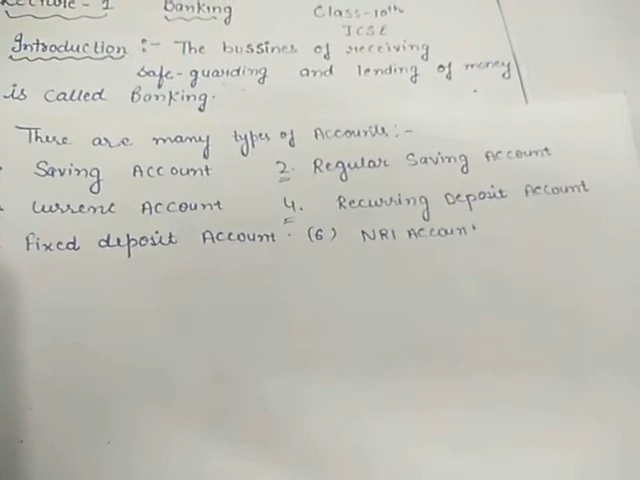 Lecture - 1 Banking Class-10th
ICSE
Introduction :- The bussines of receiving
safe-guarding and lending of money
is called Banking.
There are many types of Accounts :-
Saving Account 2. Regular Saving Account
Current Account 4. Recurring Deposit Account
Fixed deposit Account. (6) NRI Accoun